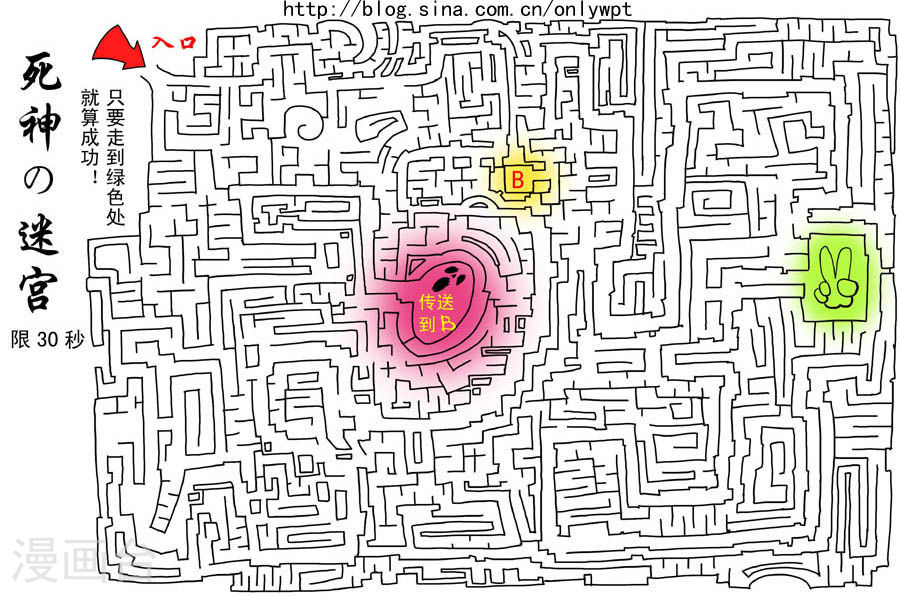 http://blog.sina.com.cn/onlywpt
入口
死神の迷宫
只要走到绿色处
就算成功！
限30秒
B
传送
到B
漫画台